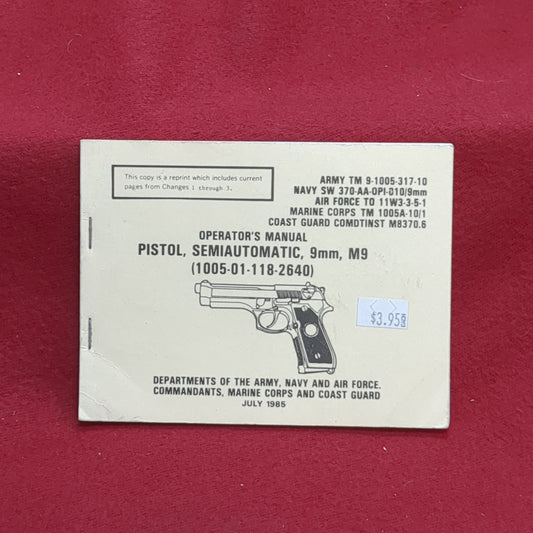 This copy is a reprint which includes current
pages from Changes 1 through 3.
ARMY TM 9-1005-317-10
NAVY SW 370-AA-OPI-010/9mm
AIR FORCE TO 11W3-3-5-1
MARINE CORPS TM 1005A-10/1
COAST GUARD COMDTINST M8370.6
OPERATOR'S MANUAL
PISTOL, SEMIAUTOMATIC, 9mm, M9
(1005-01-118-2640)
$3.95
DEPARTMENTS OF THE ARMY, NAVY AND AIR FORCE.
COMMANDANTS, MARINE CORPS AND COAST GUARD
JULY 1985